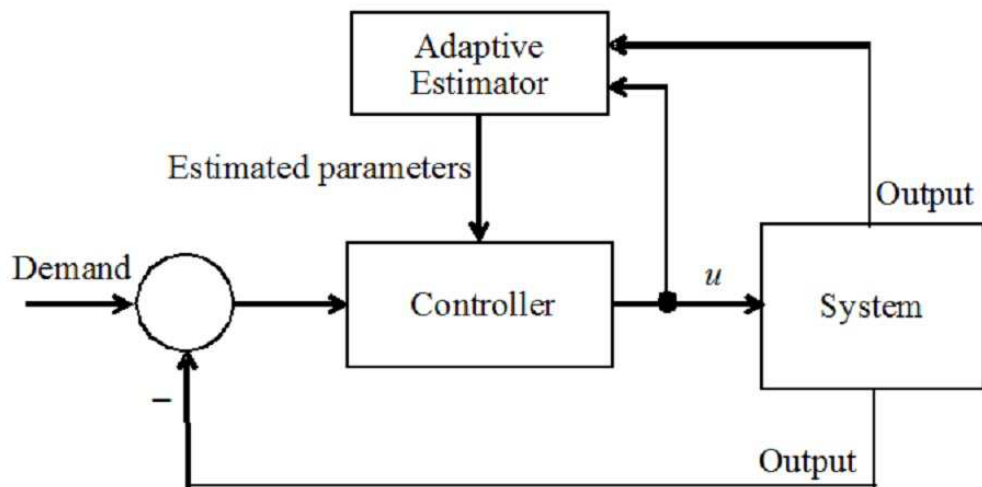 Adaptive
Estimator
Estimated parameters
Output
Demand
Controller
u
System
−
Output